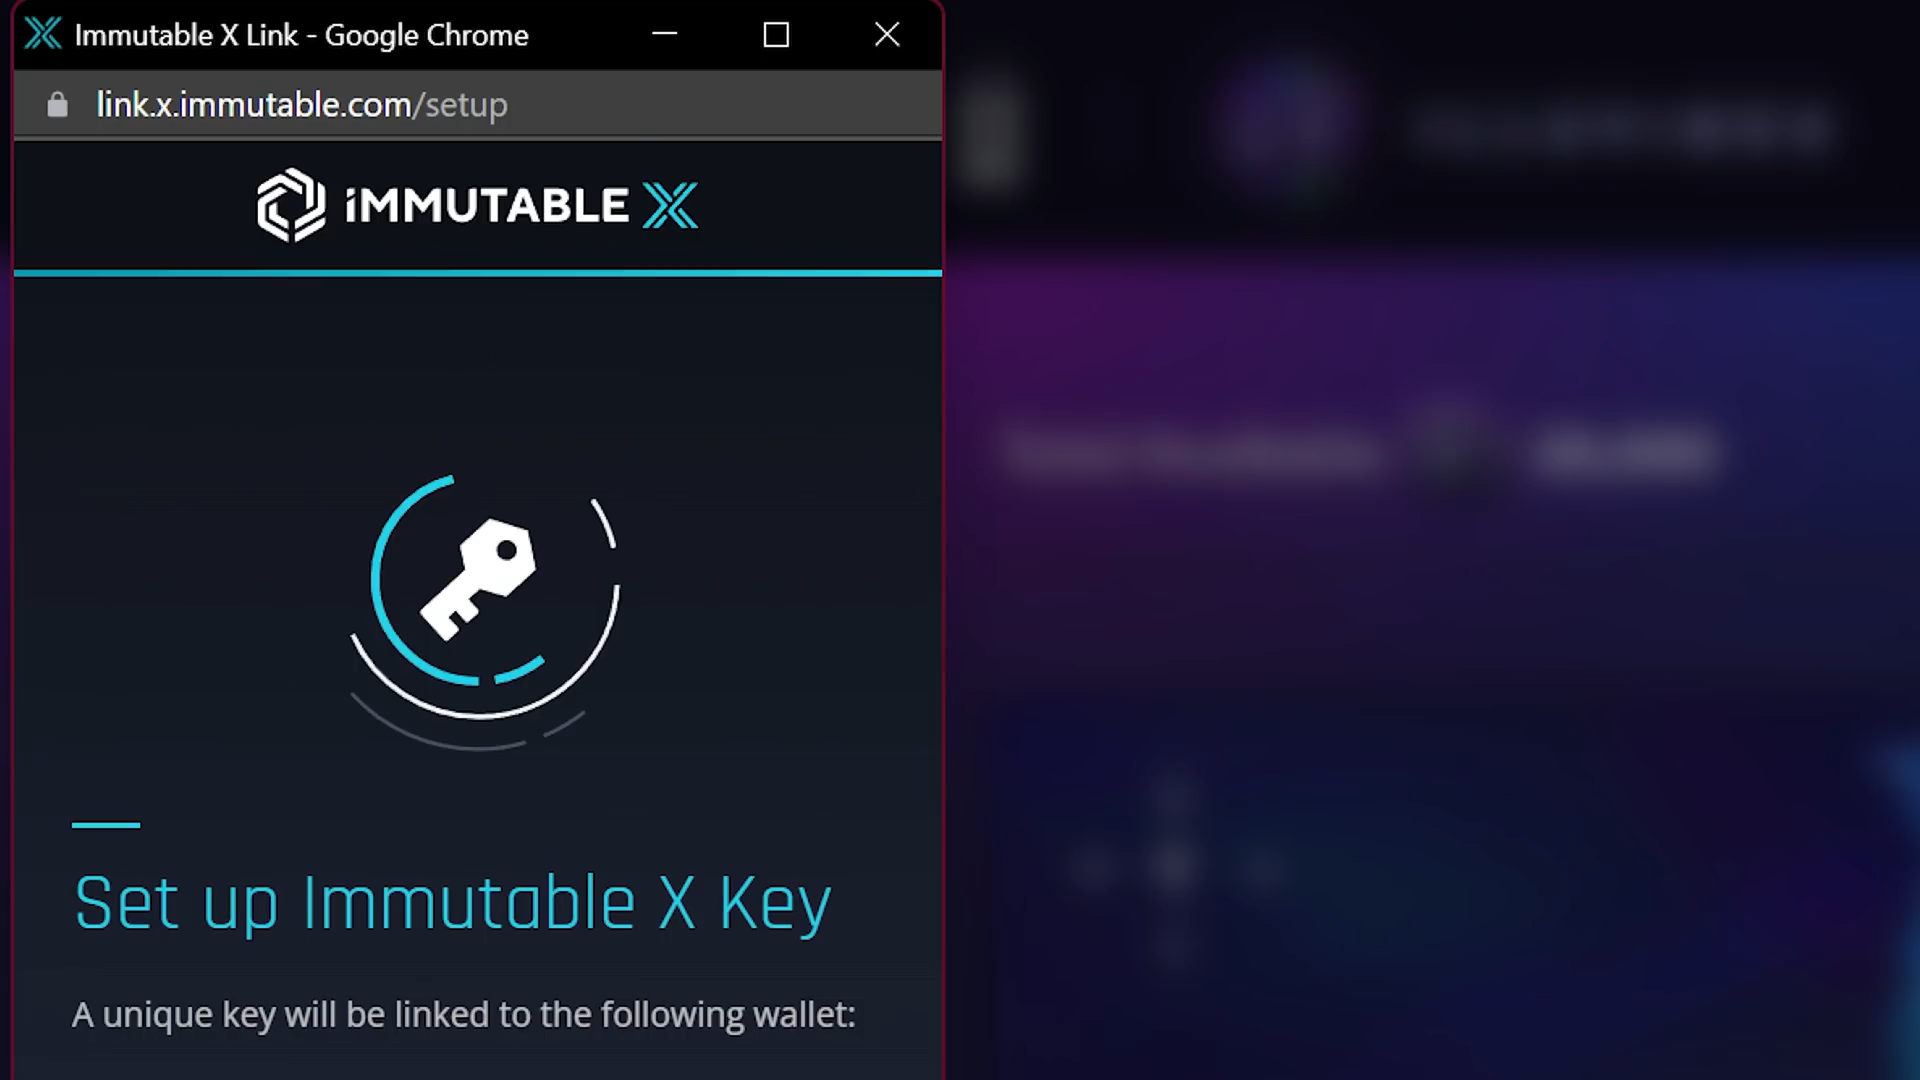 Immutable X Link - Google Chrome
link.x.immutable.com/setup
iMMUTABLE X
Set up Immutable X Key
A unique key will be linked to the following wallet: